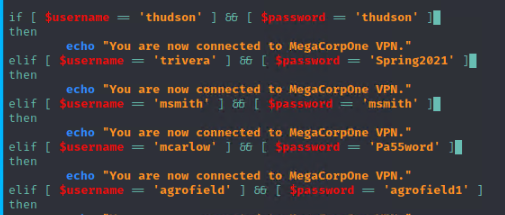 if [ $username == 'thudson' ] && [ $password == 'thudson' ]
then
echo "You are now connected to MegaCorpOne VPN."
elif [ $username == 'trivera' ] && [ $password == 'Spring2021' ]
then
echo "You are now connected to MegaCorpOne VPN."
elif [ $username == 'msmith' ] && [ $password == 'msmith' ]
then
echo "You are now connected to MegaCorpOne VPN."
elif [ $username == 'mcarlow' ] && [ $password == 'Pa55word' ]
then
echo "You are now connected to MegaCorpOne VPN."
elif [ $username == 'agrofield' ] && [ $password == 'agrofield1' ]
then